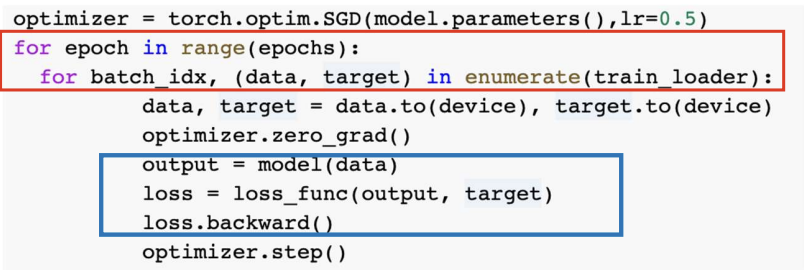 optimizer = torch.optim.SGD(model.parameters(),lr=0.5)
for epoch in range(epochs):
  for batch_idx, (data, target) in enumerate(train_loader):
        data, target = data.to(device), target.to(device)
        optimizer.zero_grad()
        output = model(data)
        loss = loss_func(output, target)
        loss.backward()
        optimizer.step()